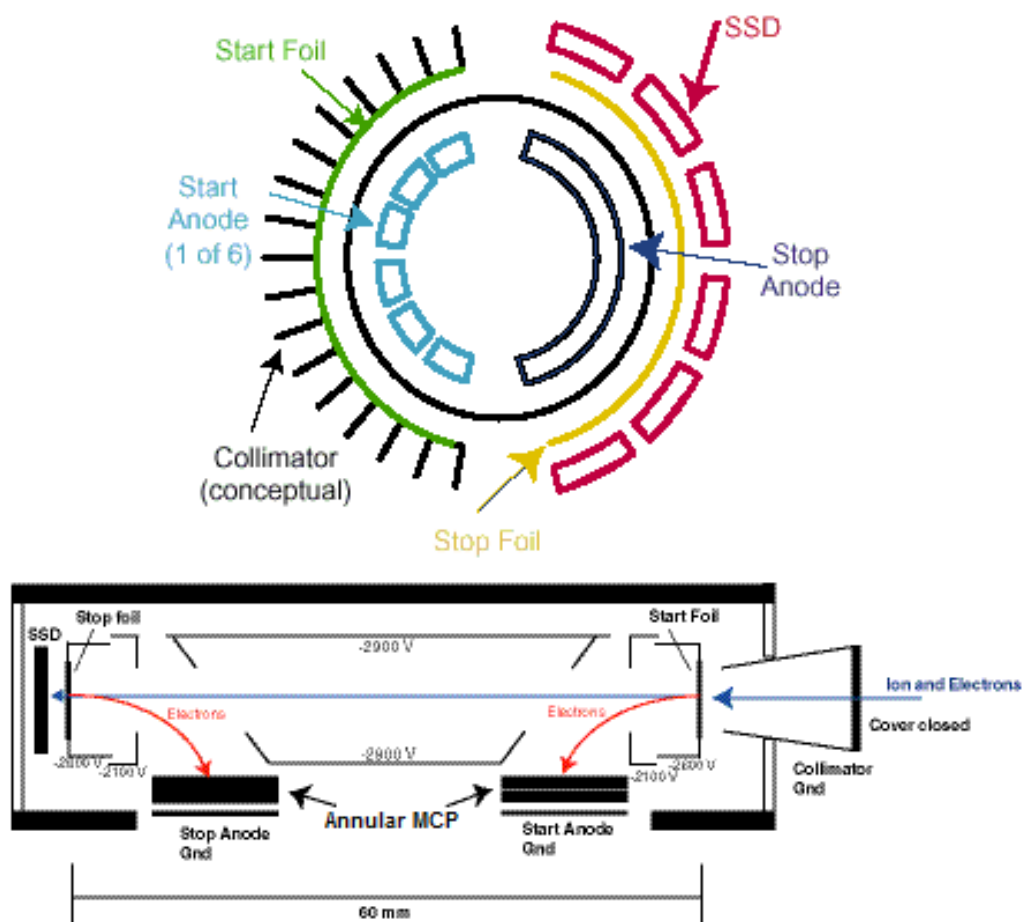 SSD
Start Foil
Start
Anode
(1 of 6)
Stop
Anode
Collimator
(conceptual)
Stop Foil
Stop foil
SSD
Start Foil
-2900 V
Ion and Electrons
Electrons
Electrons
Cover closed
-2900 V
-2600 V
-2100 V
-2100 V
-2600 V
Collimator
Gnd
Annular MCP
Stop Anode
Gnd
Start Anode
Gnd
60 mm